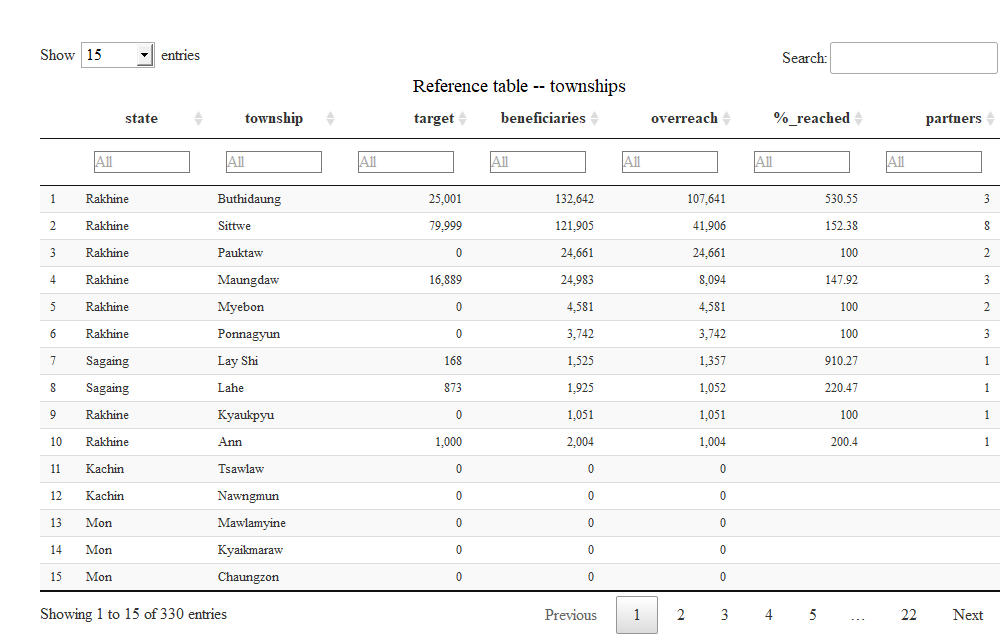 Show 15 entries Search:
Reference table -- townships
state township target beneficiaries overreach %_reached partners
All All All All All All All
1 Rakhine Buthidaung 25,001 132,642 107,641 530.55 3
2 Rakhine Sittwe 79,999 121,905 41,906 152.38 8
3 Rakhine Pauktaw 0 24,661 24,661 100 2
4 Rakhine Maungdaw 16,889 24,983 8,094 147.92 3
5 Rakhine Myebon 0 4,581 4,581 100 2
6 Rakhine Ponnagyun 0 3,742 3,742 100 3
7 Sagaing Lay Shi 168 1,525 1,357 910.27 1
8 Sagaing Lahe 873 1,925 1,052 220.47 1
9 Rakhine Kyaukpyu 0 1,051 1,051 100 1
10 Rakhine Ann 1,000 2,004 1,004 200.4 1
11 Kachin Tsawlaw 0 0 0
12 Kachin Nawngmun 0 0 0
13 Mon Mawlamyine 0 0 0
14 Mon Kyaikmaraw 0 0 0
15 Mon Chaungzon 0 0 0
Showing 1 to 15 of 330 entries Previous 1 2 3 4 5 … 22 Next